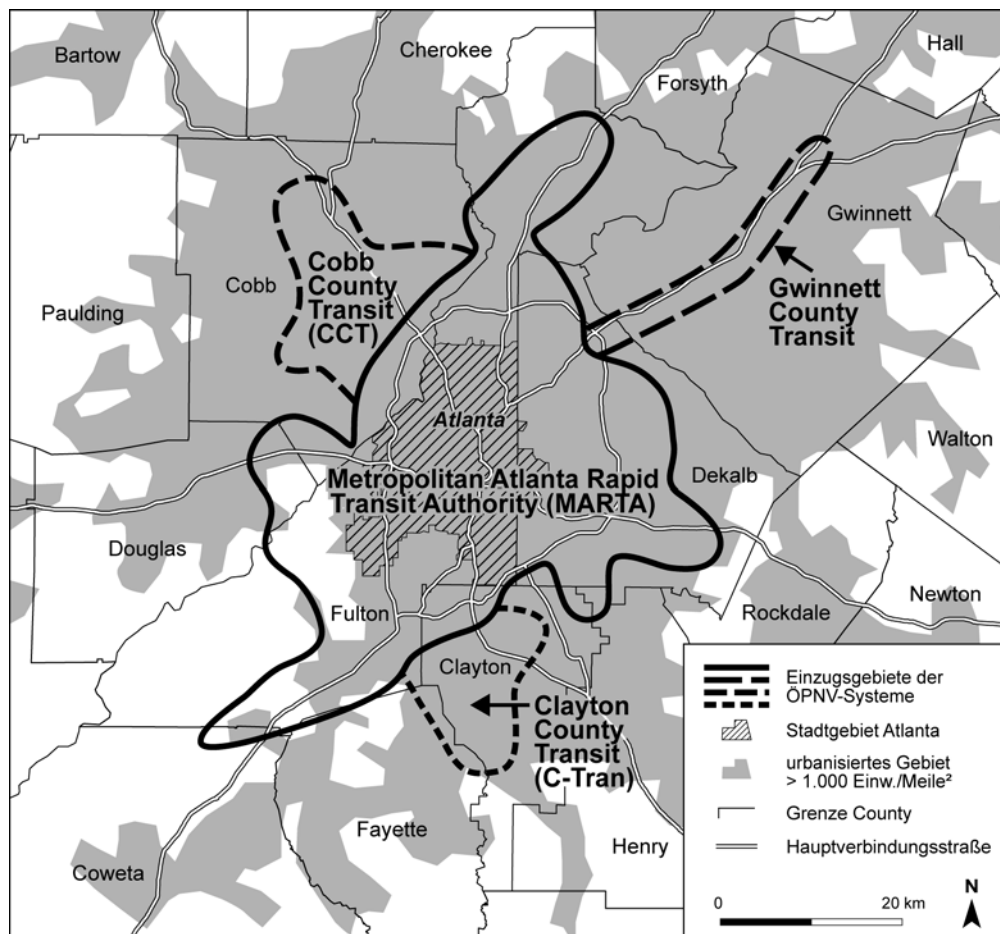 Bartow
Cherokee
Hall
Forsyth
Gwinnett
Cobb
Cobb
County
Transit
(CCT)
Gwinnett
County
Transit
Paulding
Atlanta
Walton
Metropolitan Atlanta Rapid
Transit Authority (MARTA)
Dekalb
Douglas
Newton
Fulton
Rockdale
Clayton
Clayton
County
Transit
(C-Tran)
Fayette
Henry
Coweta
Einzugsgebiete der
ÖPNV-Systeme
Stadtgebiet Atlanta
urbanisiertes Gebiet
> 1.000 Einw./Meile²
Grenze County
Hauptverbindungsstraße
N
0 20 km